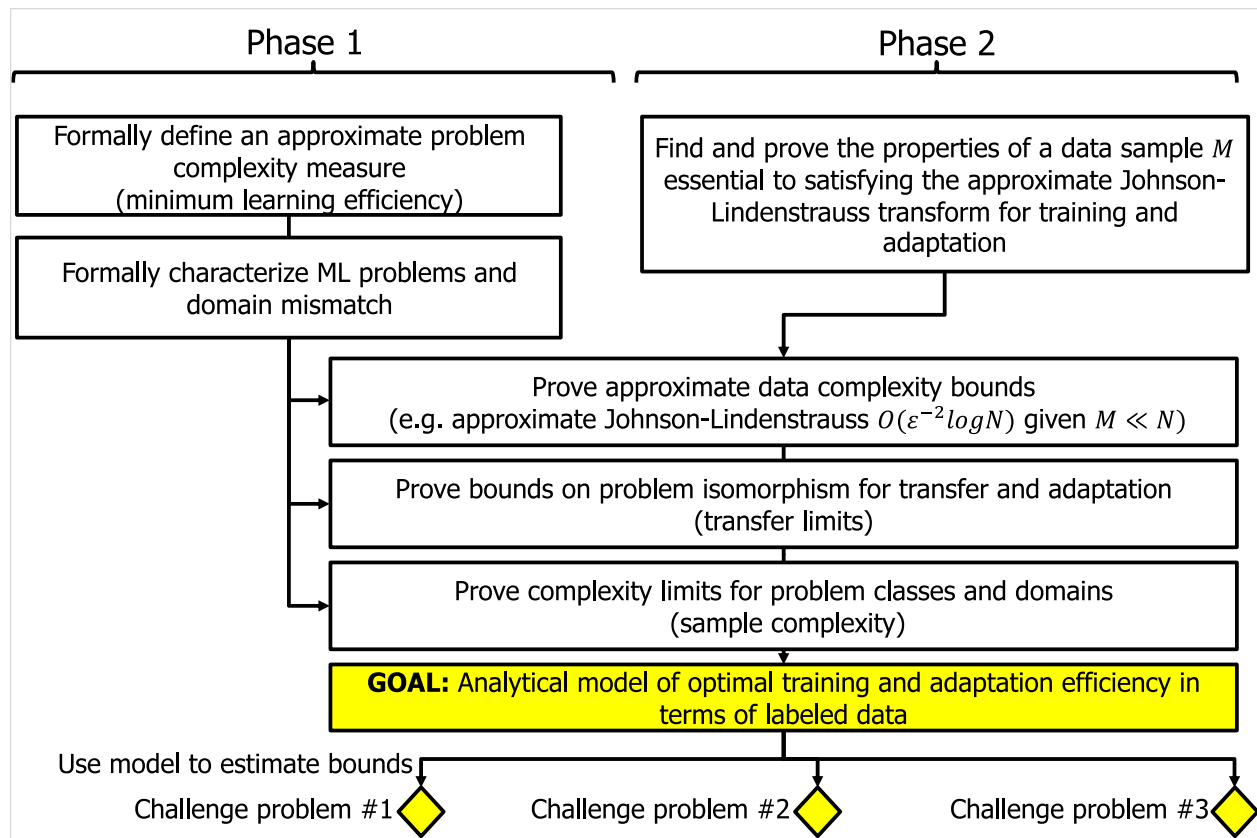 Phase 1
Phase 2
Formally define an approximate problem
complexity measure
(minimum learning efficiency)
Formally characterize ML problems and
domain mismatch
Find and prove the properties of a data sample M
essential to satisfying the approximate Johnson-
Lindenstrauss transform for training and
adaptation
Prove approximate data complexity bounds
(e.g. approximate Johnson-Lindenstrauss O(ε⁻²logN) given M ≪ N)
Prove bounds on problem isomorphism for transfer and adaptation
(transfer limits)
Prove complexity limits for problem classes and domains
(sample complexity)
GOAL: Analytical model of optimal training and adaptation efficiency in
terms of labeled data
Use model to estimate bounds
Challenge problem #1
Challenge problem #2
Challenge problem #3